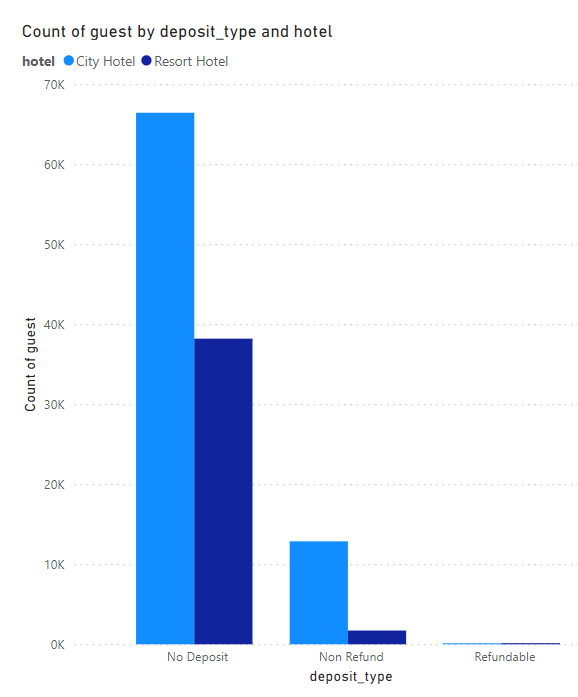 Count of guest by deposit_type and hotel
hotel City Hotel Resort Hotel
70K
60K
50K
40K
30K
20K
10K
0K
Count of guest
No Deposit Non Refund Refundable
deposit_type